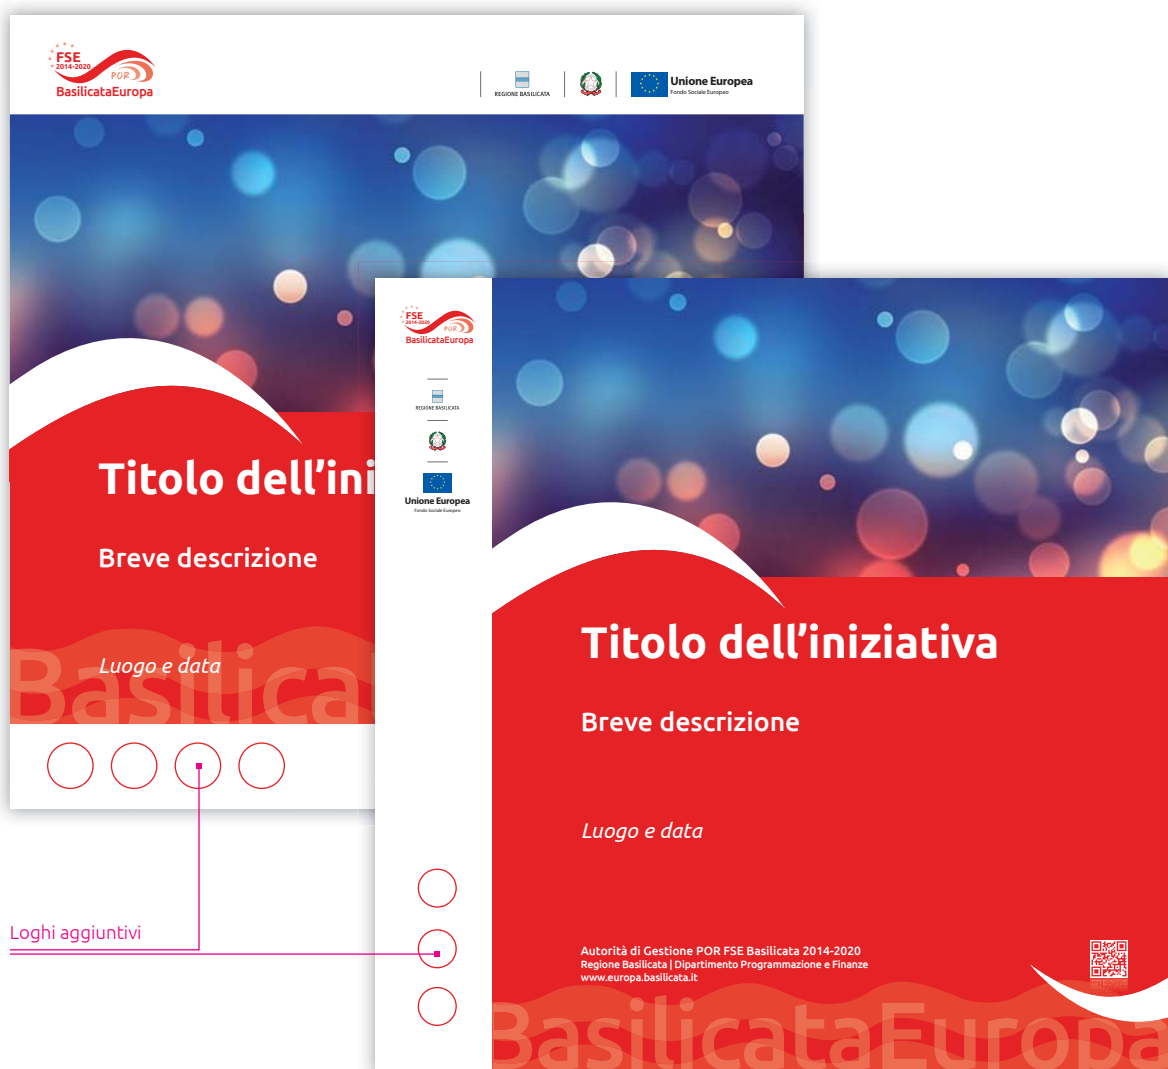 FSE
2014-2020
POR
BasilicataEuropa
REGIONE BASILICATA
Unione Europea
Fondo Sociale Europeo
Titolo dell'ini
Breve descrizione
Luogo e data
Basilica
FSE
2014-2020
POR
BasilicataEuropa
REGIONE BASILICATA
Unione Europea
Fondo Sociale Europeo
Titolo dell'iniziativa
Breve descrizione
Luogo e data
Autorità di Gestione POR FSE Basilicata 2014-2020
Regione Basilicata | Dipartimento Programmazione e Finanze
www.europa.basilicata.it
BasilicataEuropa
Loghi aggiuntivi